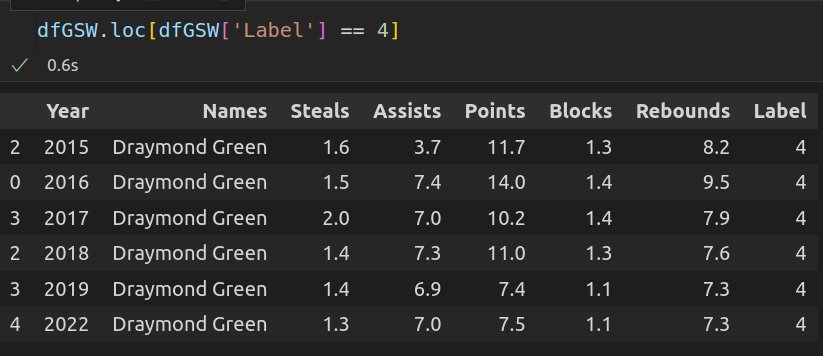 dfGSW.loc[dfGSW['Label'] == 4]
0.6s
Year Names Steals Assists Points Blocks Rebounds Label
2 2015 Draymond Green 1.6 3.7 11.7 1.3 8.2 4
0 2016 Draymond Green 1.5 7.4 14.0 1.4 9.5 4
3 2017 Draymond Green 2.0 7.0 10.2 1.4 7.9 4
2 2018 Draymond Green 1.4 7.3 11.0 1.3 7.6 4
3 2019 Draymond Green 1.4 6.9 7.4 1.1 7.3 4
4 2022 Draymond Green 1.3 7.0 7.5 1.1 7.3 4